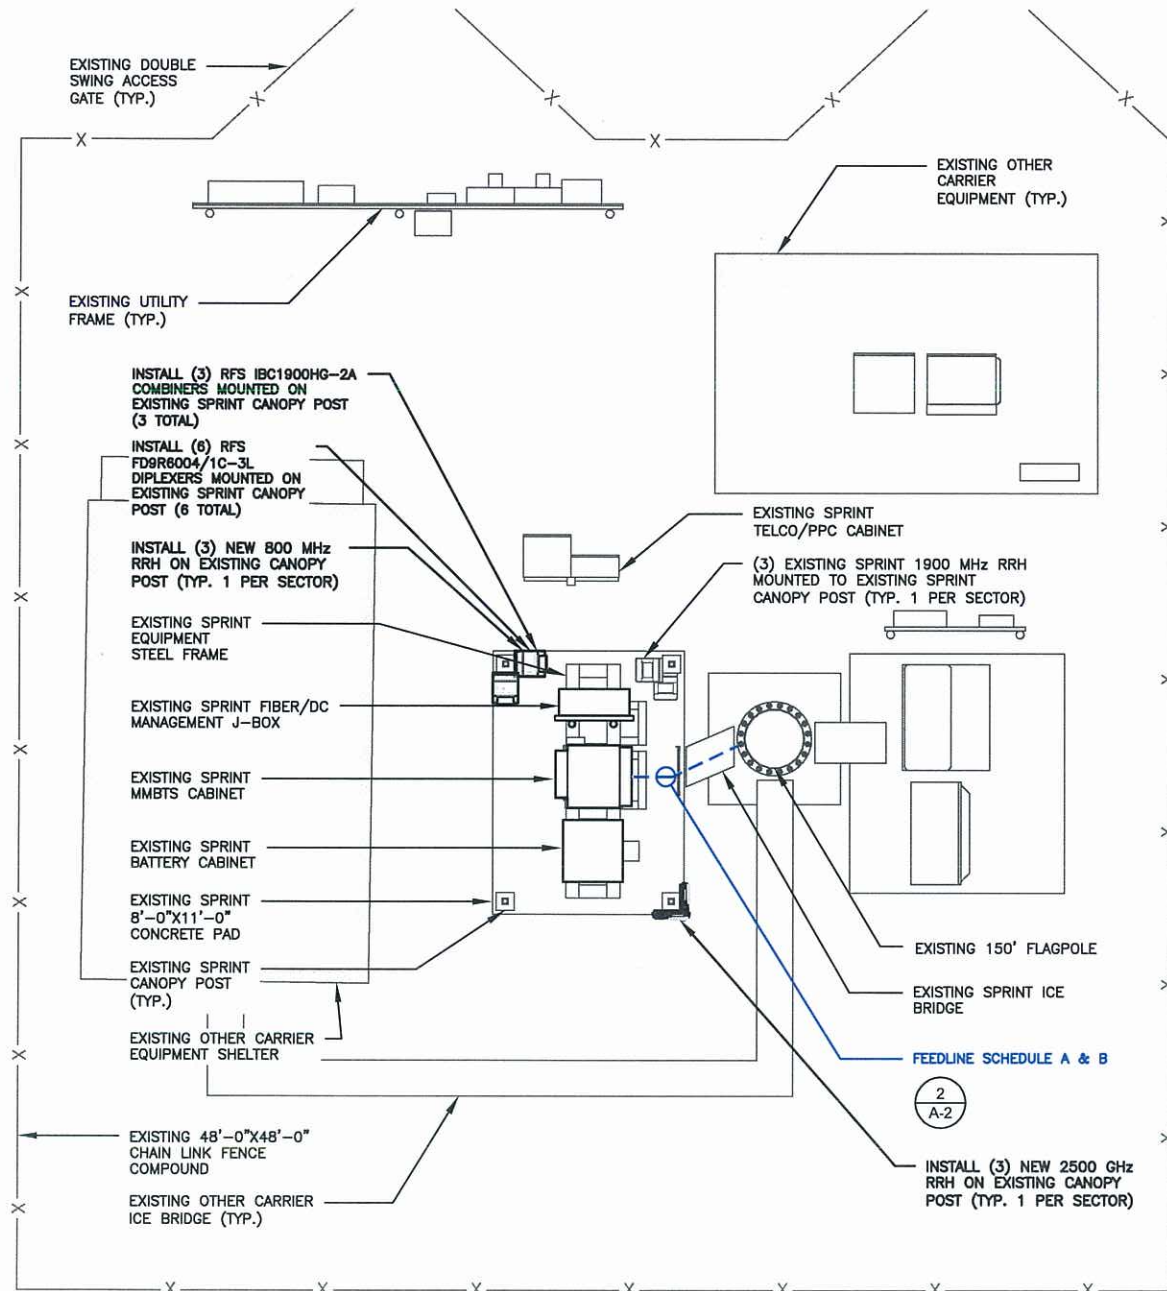 EXISTING DOUBLE
SWING ACCESS
GATE (TYP.)
EXISTING OTHER
CARRIER
EQUIPMENT (TYP.)
EXISTING UTILITY
FRAME (TYP.)
INSTALL (3) RFS IBC1900HG-2A
COMBINERS MOUNTED ON
EXISTING SPRINT CANOPY POST
(3 TOTAL)
INSTALL (6) RFS
FD9R6004/1C-3L
DIPLEXERS MOUNTED ON
EXISTING SPRINT CANOPY
POST (6 TOTAL)
INSTALL (3) NEW 800 MHz
RRH ON EXISTING CANOPY
POST (TYP. 1 PER SECTOR)
EXISTING SPRINT
TELCO/PPC CABINET
(3) EXISTING SPRINT 1900 MHz RRH
MOUNTED TO EXISTING SPRINT
CANOPY POST (TYP. 1 PER SECTOR)
EXISTING SPRINT
EQUIPMENT
STEEL FRAME
EXISTING SPRINT FIBER/DC
MANAGEMENT J-BOX
EXISTING SPRINT
MMBTS CABINET
EXISTING SPRINT
BATTERY CABINET
EXISTING SPRINT
8'-0"X11'-0"
CONCRETE PAD
EXISTING SPRINT
CANOPY POST
(TYP.)
EXISTING OTHER CARRIER
EQUIPMENT SHELTER
EXISTING 150' FLAGPOLE
EXISTING SPRINT ICE
BRIDGE
FEEDLINE SCHEDULE A & B
2
A-2
EXISTING 48'-0"X48'-0"
CHAIN LINK FENCE
COMPOUND
EXISTING OTHER CARRIER
ICE BRIDGE (TYP.)
INSTALL (3) NEW 2500 GHz
RRH ON EXISTING CANOPY
POST (TYP. 1 PER SECTOR)